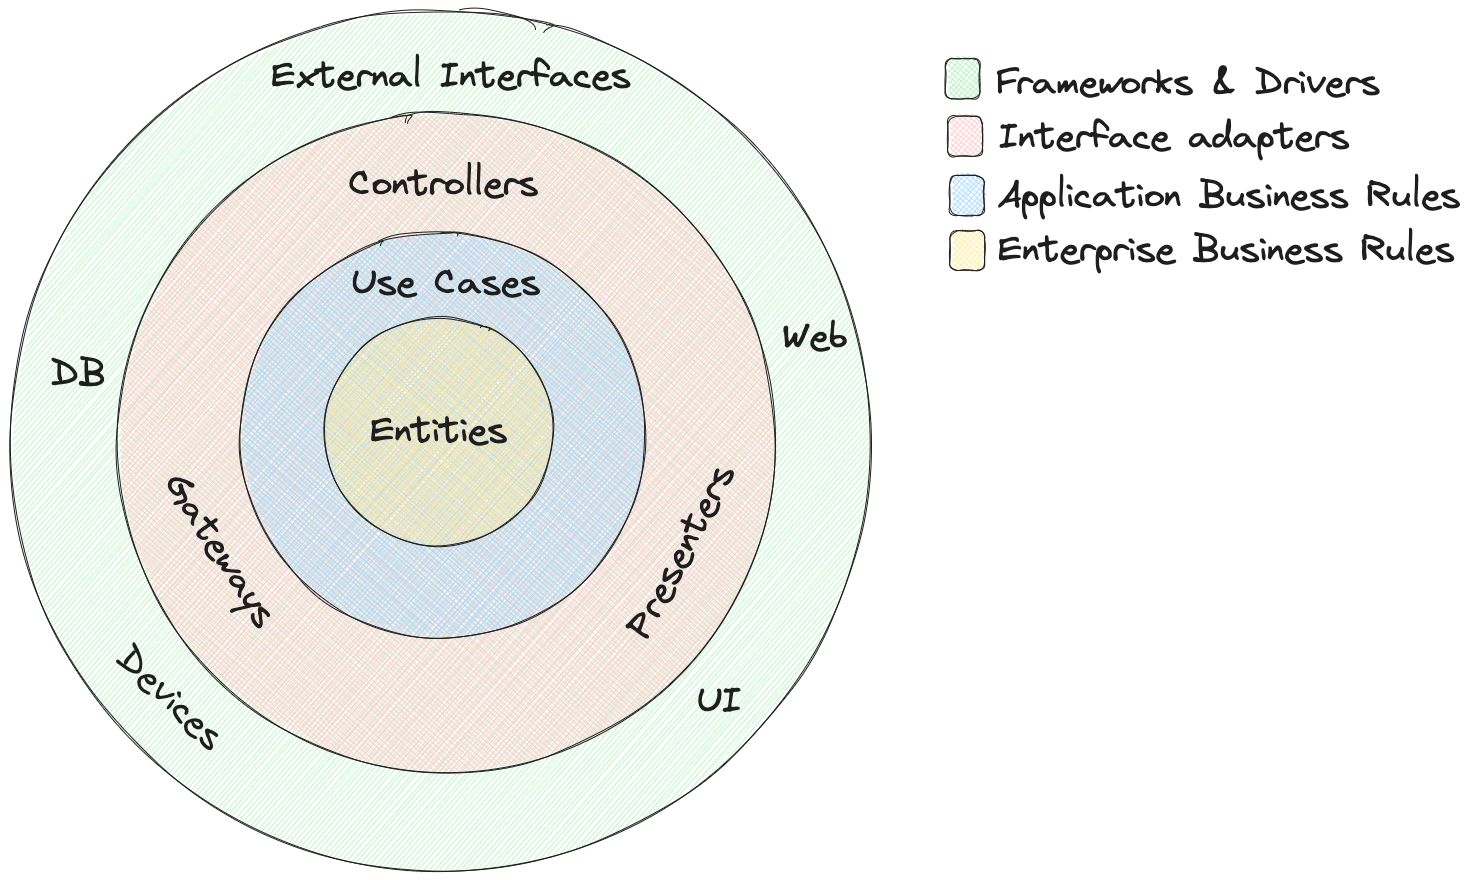 External Interfaces
Controllers
Use Cases
Entities
DB
Web
Gateways
Presenters
Devices
UI
Frameworks & Drivers
Interface adapters
Application Business Rules
Enterprise Business Rules